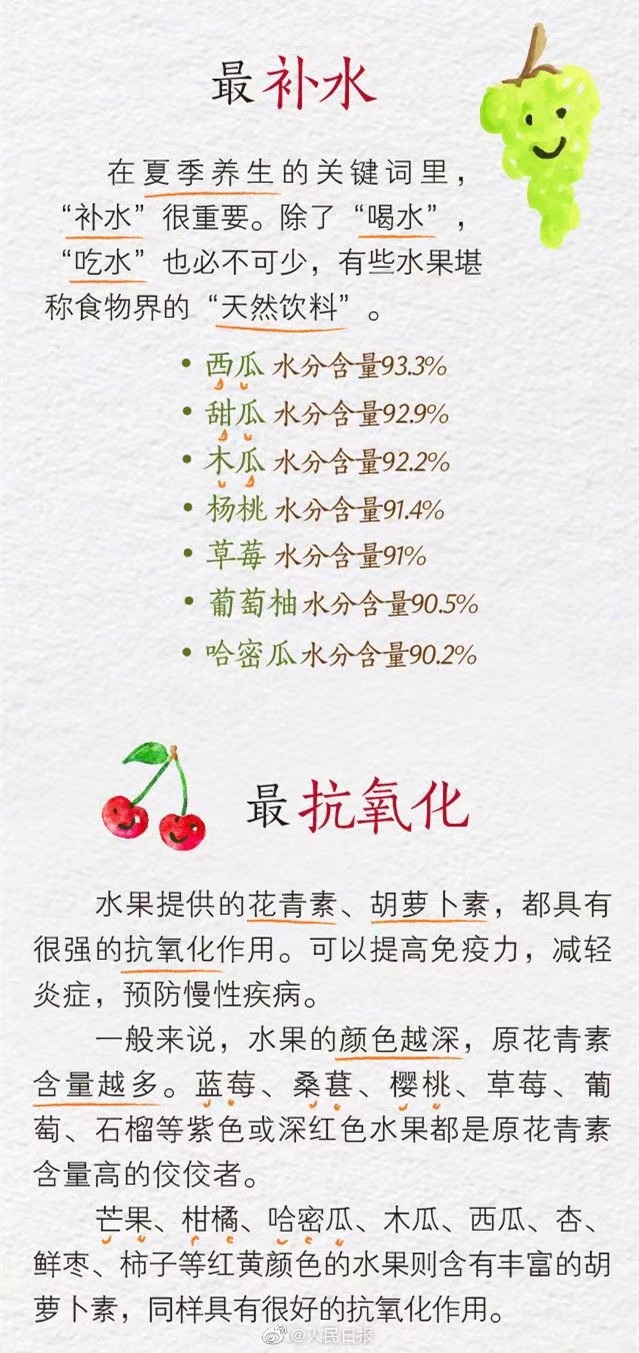 最补水
在夏季养生的关键词里，
“补水”很重要。除了“喝水”，
“吃水”也必不可少，有些水果堪
称食物界的“天然饮料”。
• 西瓜 水分含量93.3%
• 甜瓜 水分含量92.9%
• 木瓜 水分含量92.2%
• 杨桃 水分含量91.4%
• 草莓 水分含量91%
• 葡萄柚 水分含量90.5%
• 哈密瓜 水分含量90.2%
最抗氧化
水果提供的花青素、胡萝卜素，都具有
很强的抗氧化作用。可以提高免疫力，减轻
炎症，预防慢性疾病。
一般来说，水果的颜色越深，原花青素
含量越多。蓝莓、桑葚、樱桃、草莓、葡
萄、石榴等紫色或深红色水果都是原花青素
含量高的佼佼者。
芒果、柑橘、哈密瓜、木瓜、西瓜、杏、
鲜枣、柿子等红黄颜色的水果则含有丰富的胡
萝卜素，同样具有很好的抗氧化作用。
@人民日报